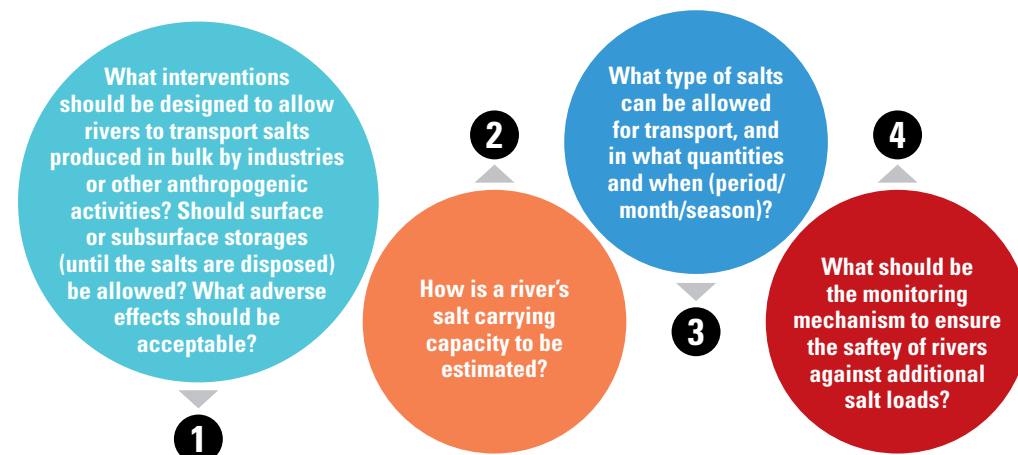 What interventions
should be designed to allow
rivers to transport salts
produced in bulk by industries
or other anthropogenic
activities? Should surface
or subsurface storages
(until the salts are disposed)
be allowed? What adverse
effects should be
acceptable?
1
2
How is a river's
salt carrying
capacity to be
estimated?
What type of salts
can be allowed
for transport, and
in what quantities
and when (period/
month/season)?
3
4
What should be
the monitoring
mechanism to ensure
the saftey of rivers
against additional
salt loads?